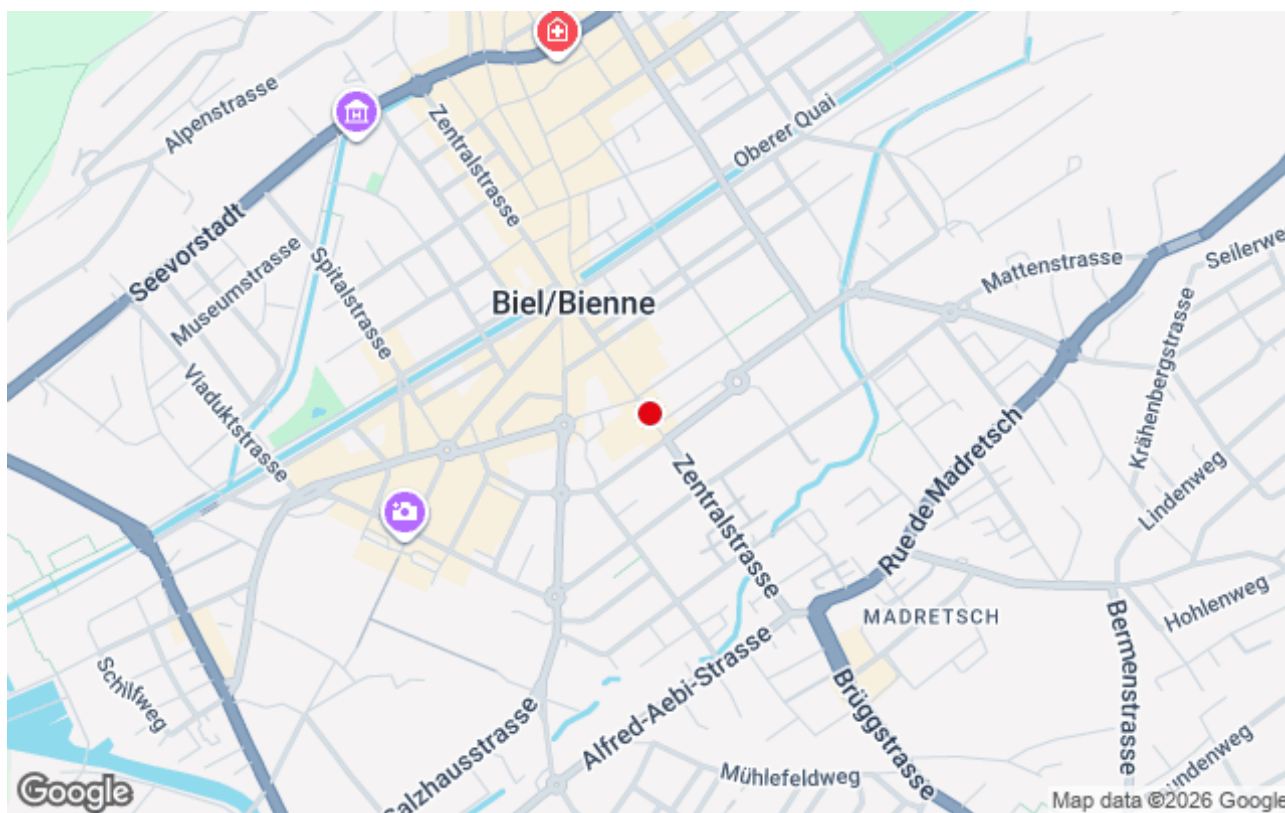 Alpenstrasse
Zentralstrasse
Oberer Quai
Seevorstadt
Museumstrasse
Spitalstrasse
Biel/Bienne
Mattenstrasse
Seilerwe
Krähenbergstrasse
Viaduktstrasse
Rue de Madretsch
Lindenweg
Zentralstrasse
MADRETSCH
Hohlenweg
Bermenstrasse
Schilfweg
Alfred-Aebi-Strasse
Brüggstrasse
Salzhausstrasse
Mühlefeldweg
undenweg
Google
Map data ©2026 Google